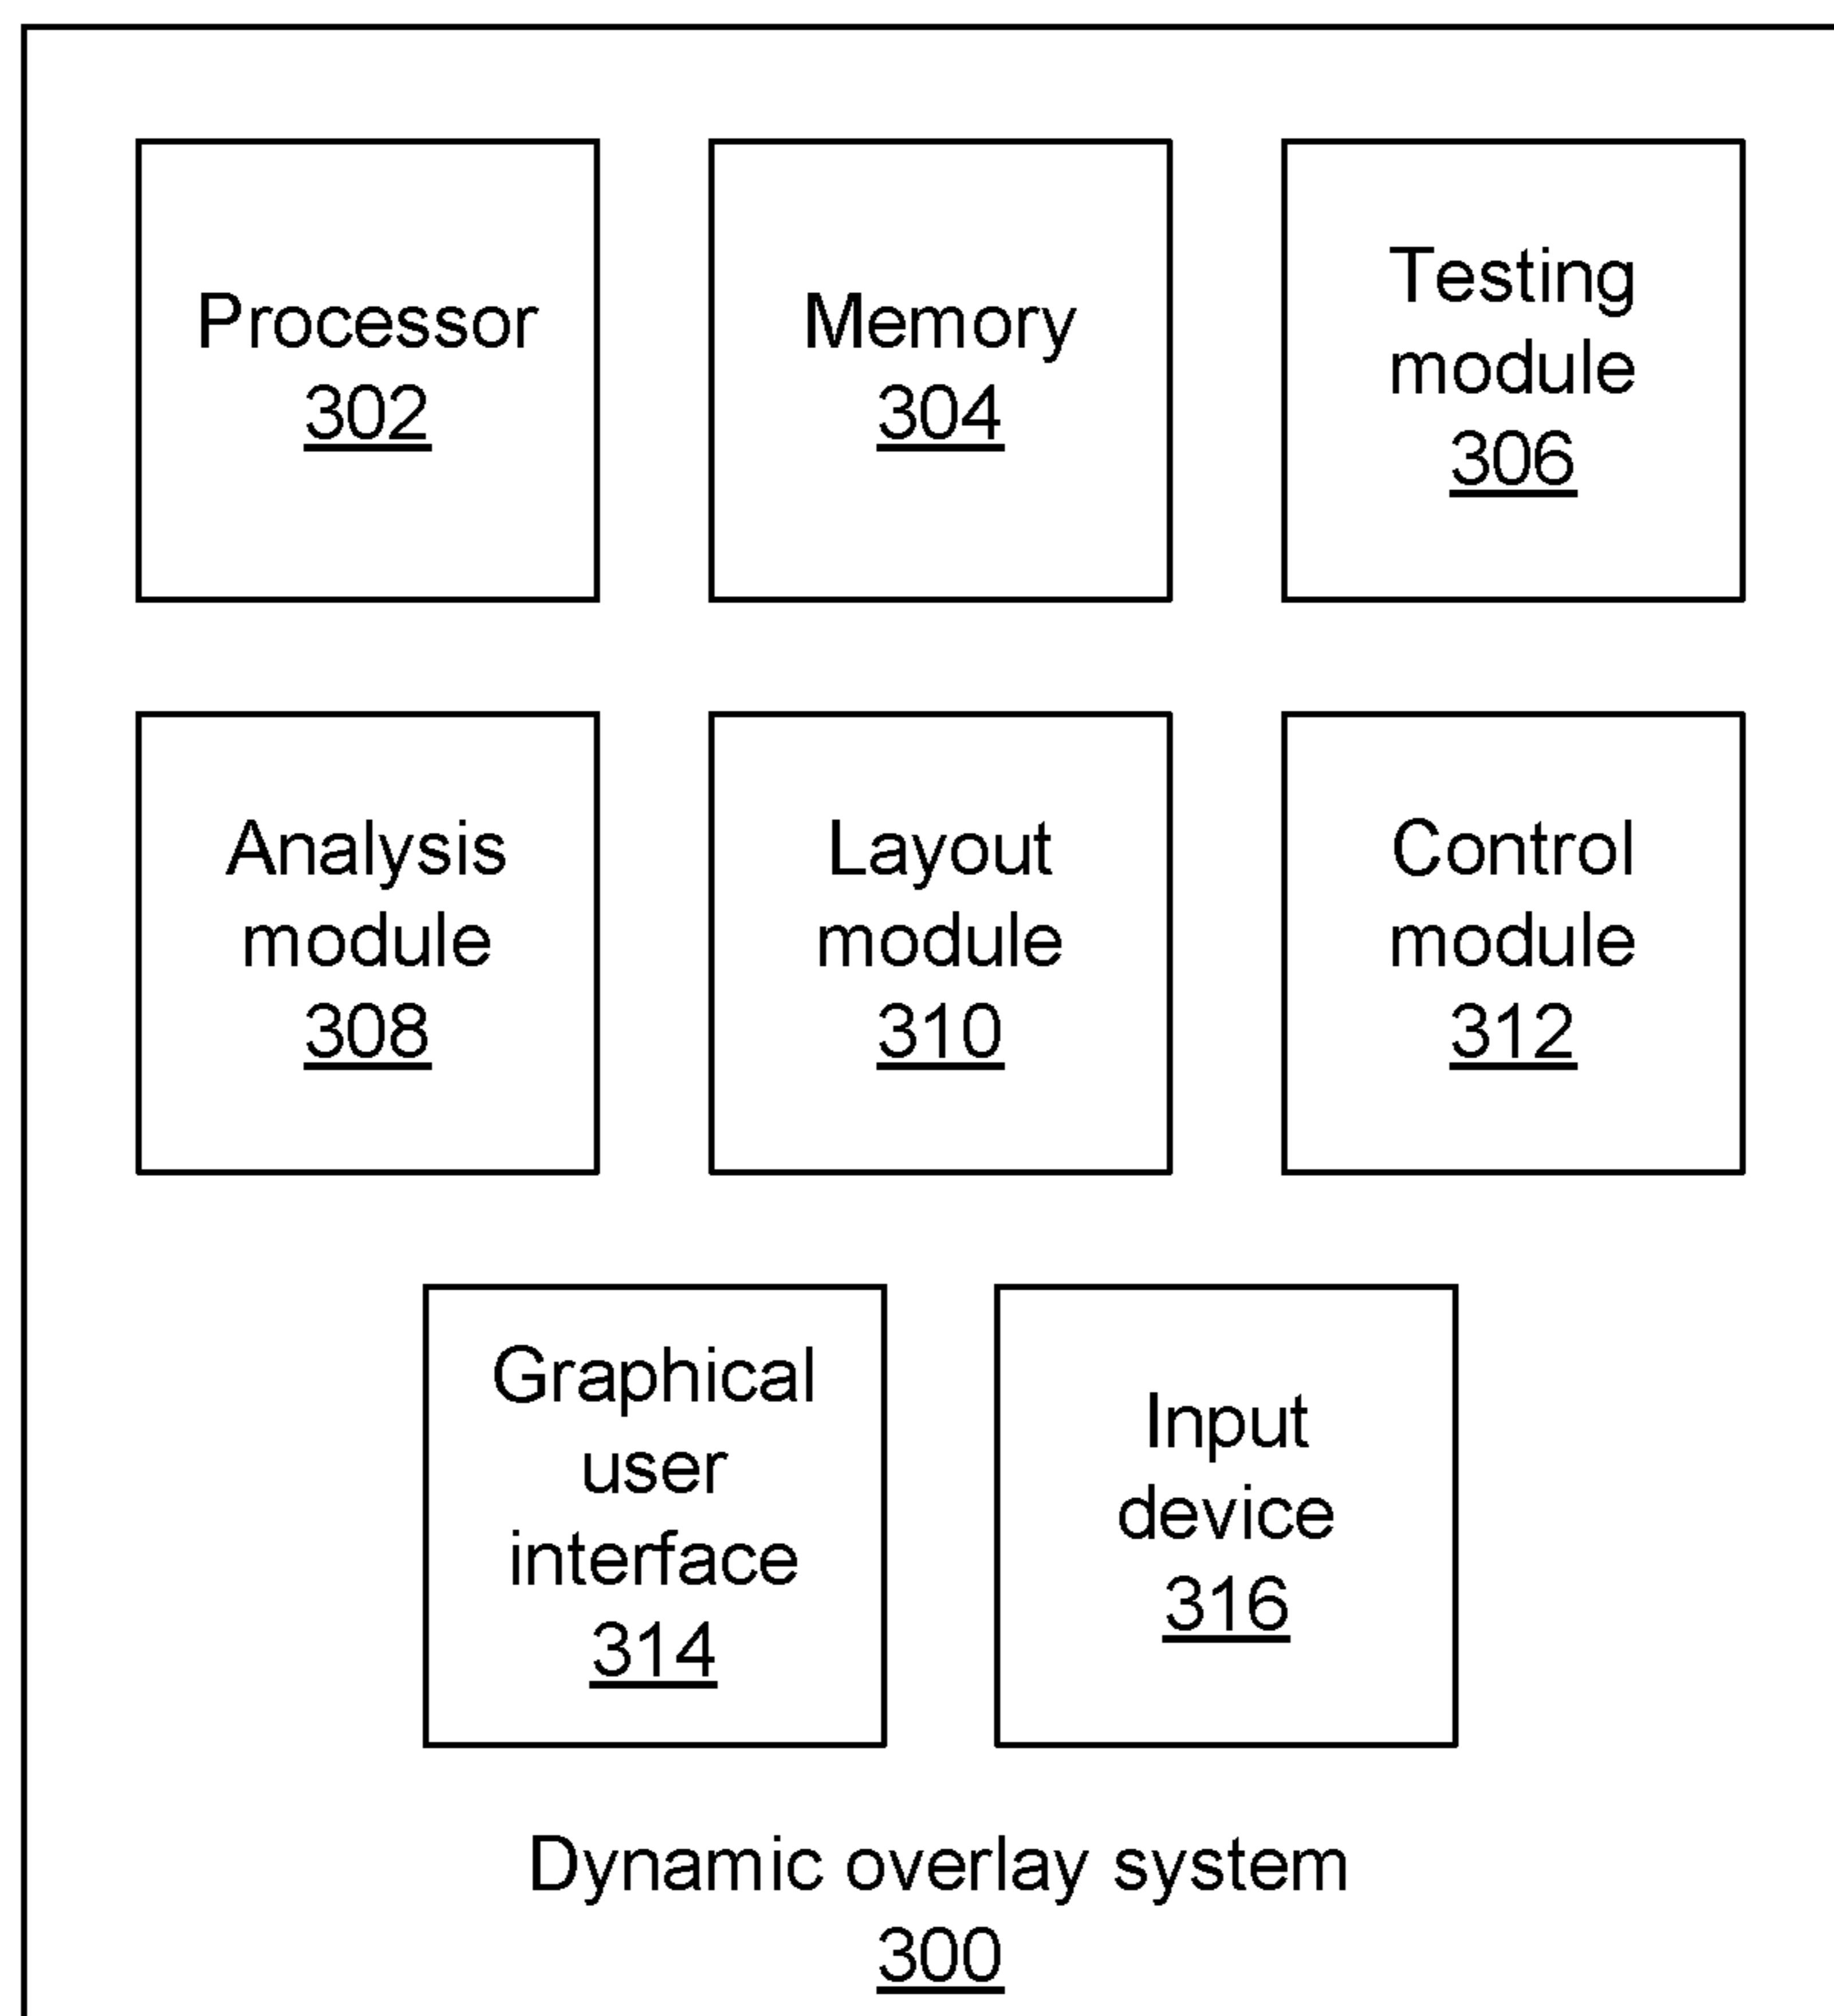 Processor
302
Memory
304
Testing
module
306
Analysis
module
308
Layout
module
310
Control
module
312
Graphical
user
interface
314
Input
device
316
Dynamic overlay system
300